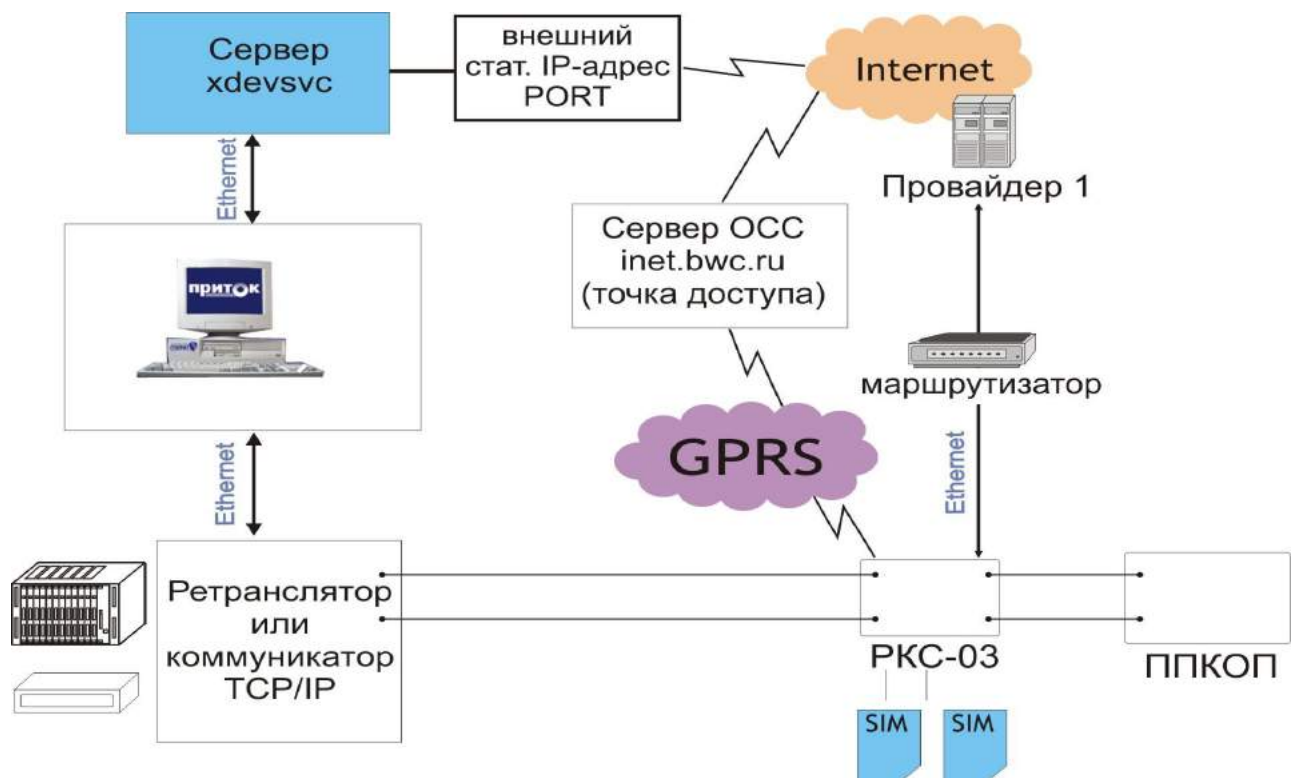 Сервер
xdevsvc
внешний
стат. IP-адрес
PORT
Internet
Провайдер 1
Ethernet
Сервер ОСС
inet.bwc.ru
(точка доступа)
приток
маршрутизатор
GPRS
Ethernet
Ethernet
Ретранслятор
или
коммуникатор
TCP/IP
РКС-03
ППКОП
SIM
SIM